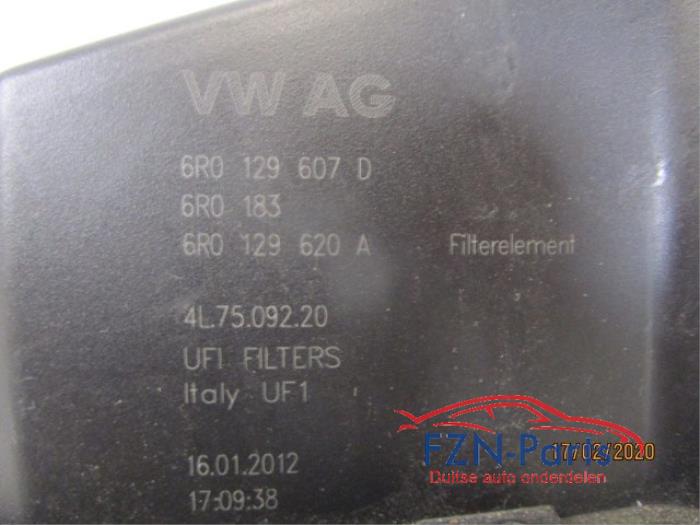 VW AG
6R0 129 607 D
6R0 183
6R0 129 620 A Filterelement
4L.75.092.20
UFI FILTERS
Italy UF1
16.01.2012
17:09:38
FZN-Parts
17/02/2020
Duitse auto onderdelen